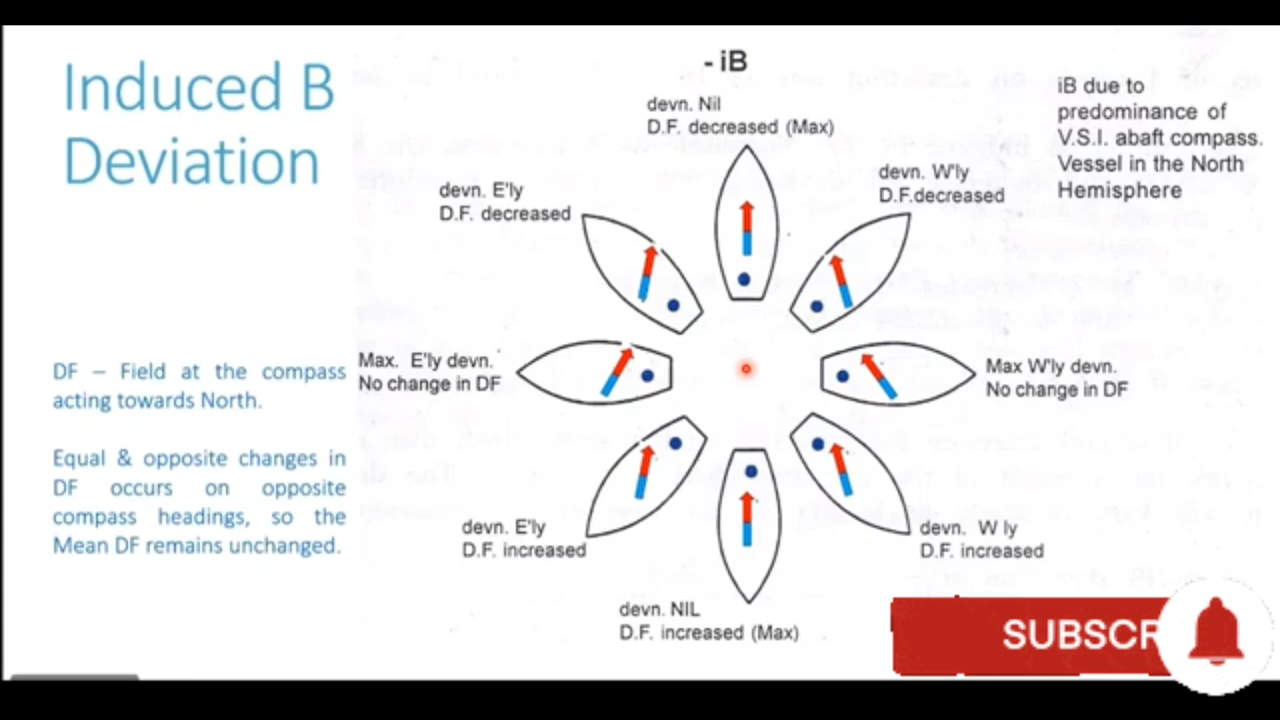 Induced B
Deviation
- iB
iB due to
predominance of
V.S.I. abaft compass.
Vessel in the North
Hemisphere
devn. Nil
D.F. decreased (Max)
devn. E'ly
D.F. decreased
devn. W'ly
D.F.decreased
Max. E'ly devn.
No change in DF
Max W'ly devn.
No change in DF
devn. E'ly
D.F. increased
devn. W ly
D.F. increased
devn. NIL
D.F. increased (Max)
DF – Field at the compass
acting towards North.
Equal & opposite changes in
DF occurs on opposite
compass headings, so the
Mean DF remains unchanged.
SUBSCR